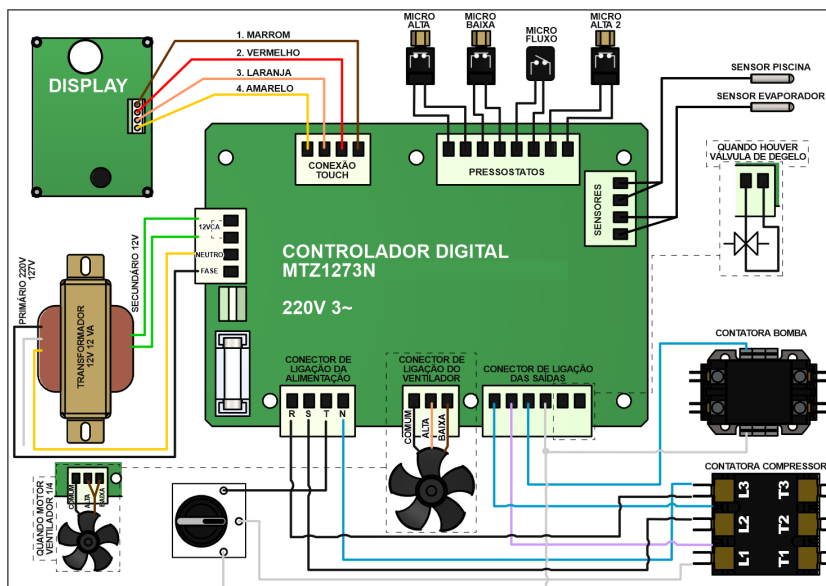 1. MARROM
2. VERMELHO
3. LARANJA
4. AMARELO
DISPLAY
MICRO
ALTA
MICRO
BAIXA
MICRO
FLUXO
MICRO
ALTA 2
SENSOR PISCINA
SENSOR EVAPORADOR
CONEXÃO
TOUCH
PRESSOSTATOS
SENSORES
QUANDO HOUVER
VÁLVULA DE DEGELO
12VCA
NEUTRO
FASE
CONTROLADOR DIGITAL
MTZ1273N
220V 3~
PRIMÁRIO 220V
127V
SECUNDÁRIO 12V
TRANSFORMADOR
12V 12 VA
CONECTOR DE
LIGAÇÃO DA
ALIMENTAÇÃO
R S T N
CONECTOR DE
LIGAÇÃO DO
VENTILADOR
COMUM
ALTA
BAIXA
CONECTOR DE LIGAÇÃO
DAS SAÍDAS
CONTATORA BOMBA
CONTATORA COMPRESSOR
L3 T3
L2 T2
L1 T1
QUANDO MOTOR
VENTILADOR 1/4
COMUM
ALTA
BAIXA